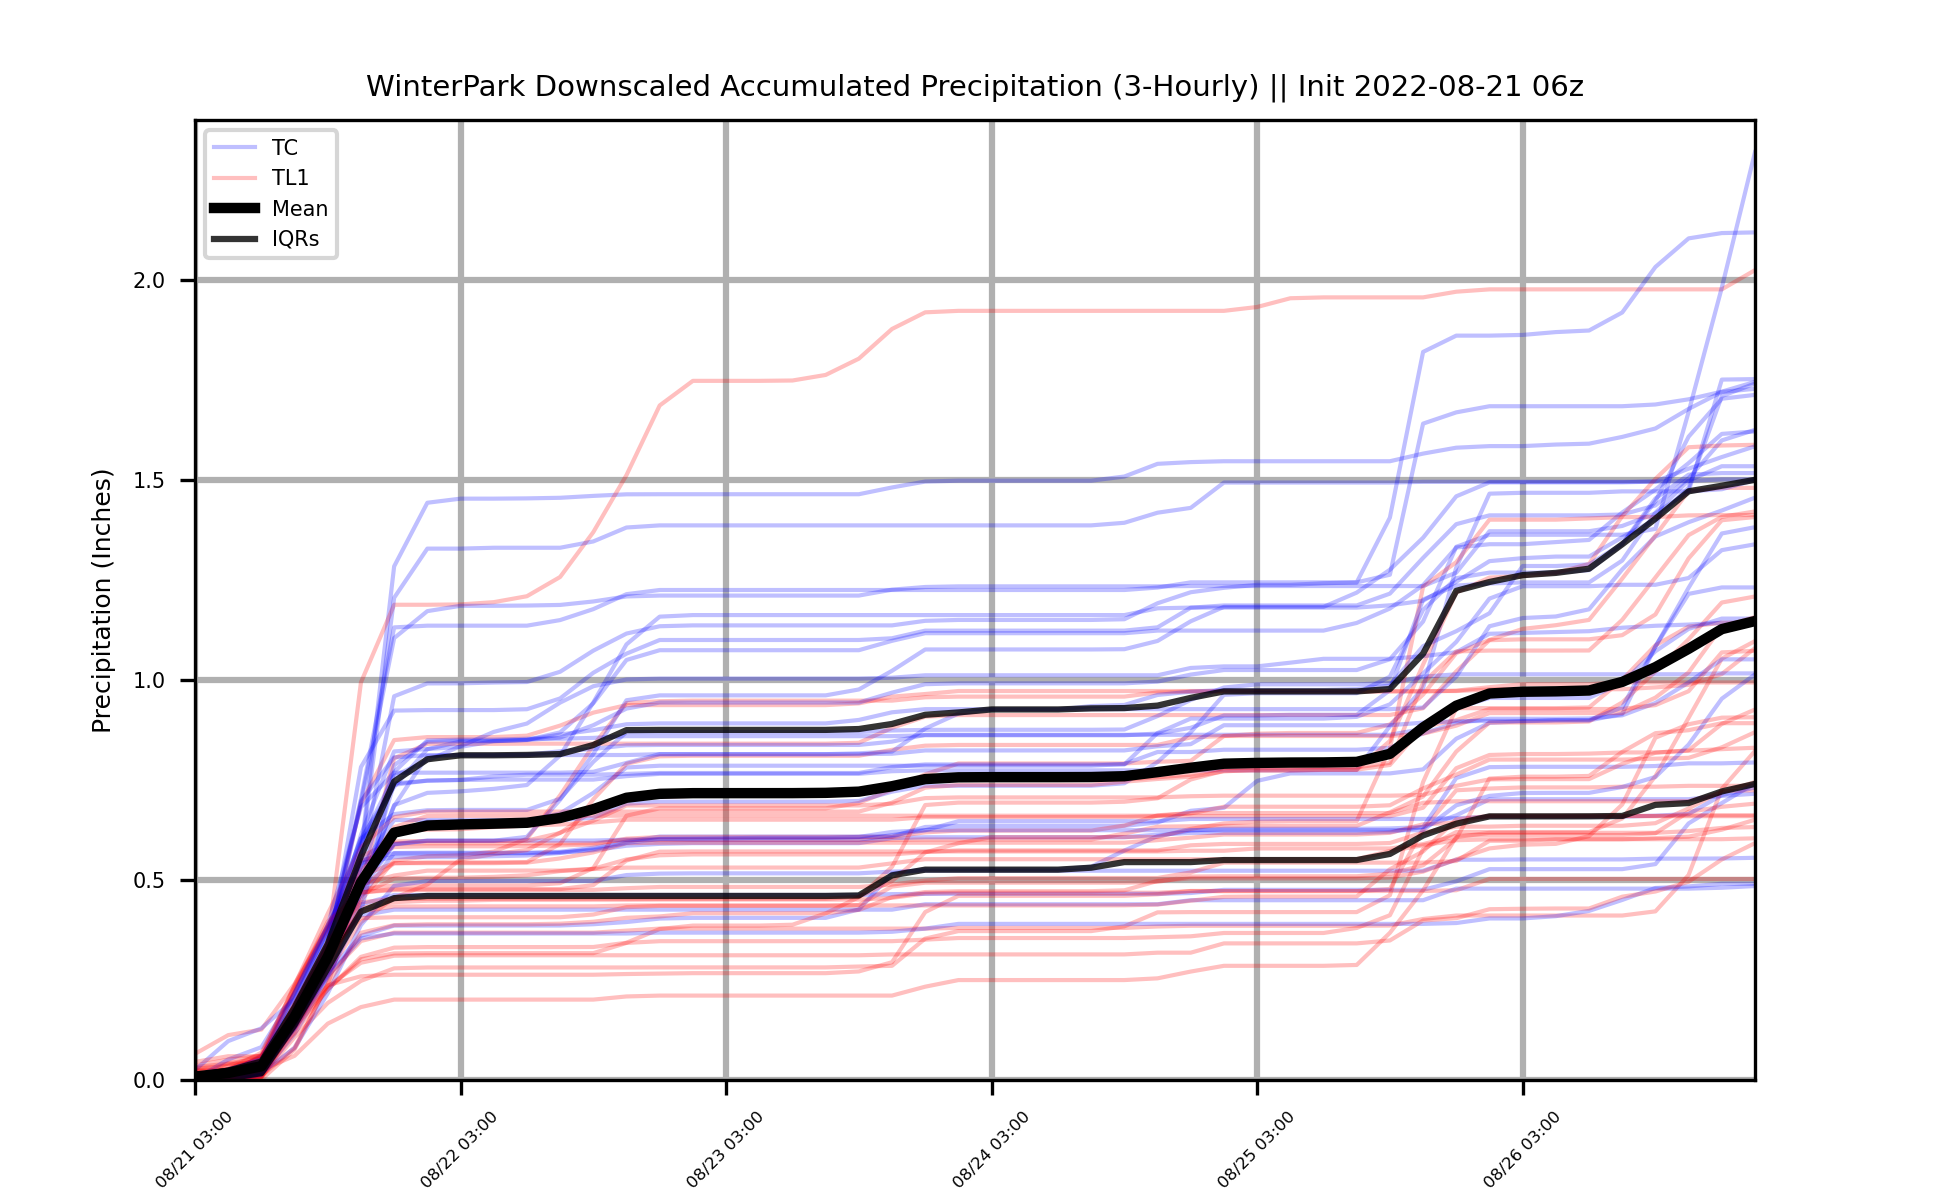 WinterPark Downscaled Accumulated Precipitation (3-Hourly) || Init 2022-08-21 06z
TC
TL1
Mean
IQRs
Precipitation (Inches)
2.0
1.5
1.0
0.5
0.0
08/21 03:00
08/22 03:00
08/23 03:00
08/24 03:00
08/25 03:00
08/26 03:00